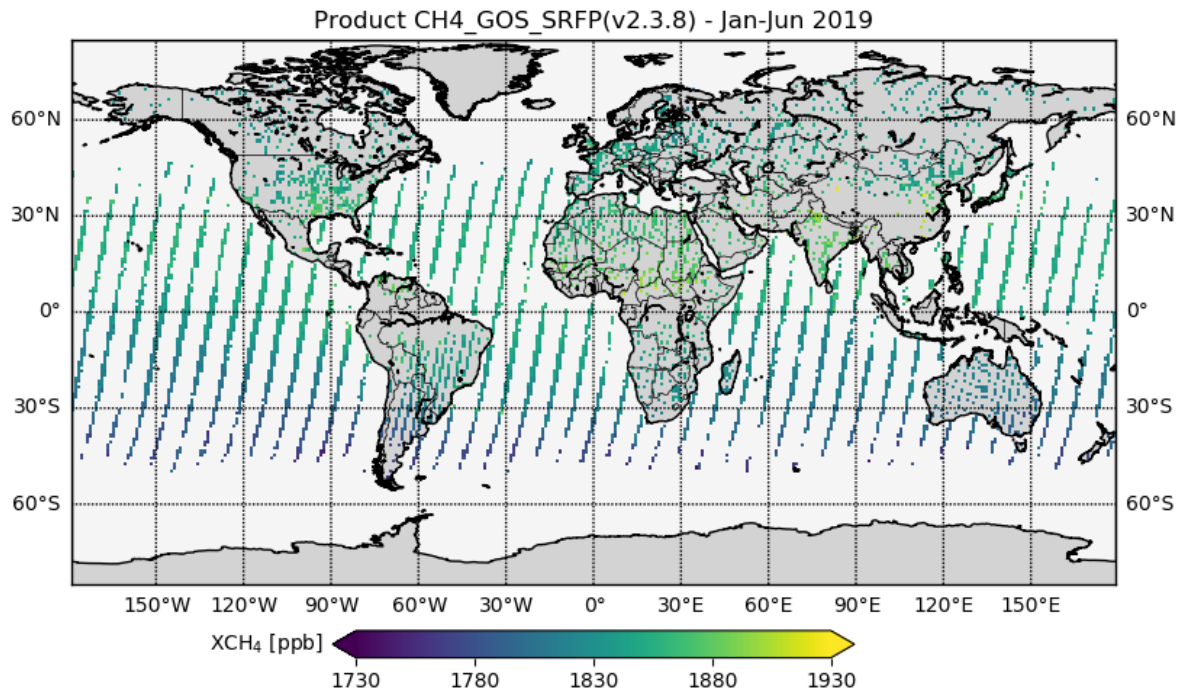 Product CH4_GOS_SRFP(v2.3.8) - Jan-Jun 2019
60°N 60°N
30°N 30°N
0° 0°
30°S 30°S
60°S 60°S
150°W 120°W 90°W 60°W 30°W 0° 30°E 60°E 90°E 120°E 150°E
XCH₄ [ppb]
1730 1780 1830 1880 1930